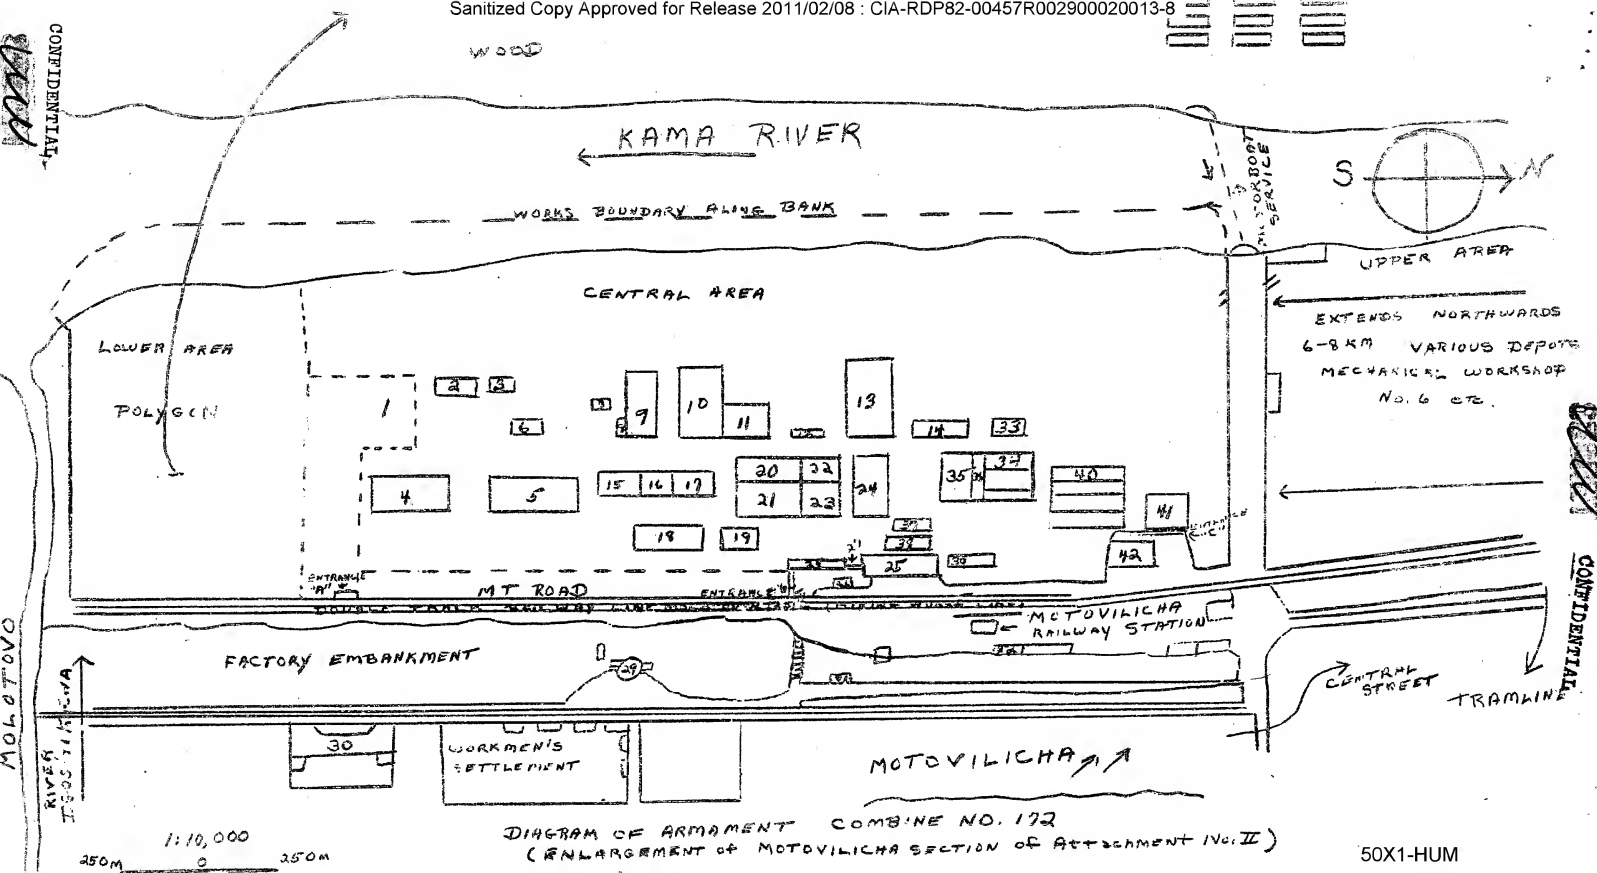 Sanitized Copy Approved for Release 2011/02/08 : CIA-RDP82-00457R002900020013-8
CONFIDENTIAL
WOOD
KAMA RIVER
MOTORBOAT
SERVICE
S
N
WORKS BOUNDARY ALONG BANK
UPPER AREA
CENTRAL AREA
EXTENDS NORTHWARDS
6-8 KM VARIOUS DEPOTS
MECHANICAL WORKSHOP
No. 6 ETC.
LOWER AREA
POLYGON
1
2
3
6
9
10
11
13
14
33
4
5
15
16
17
20
22
21
23
24
35
40
41
18
19
25
42
ENTRANCE
"A"
MT ROAD
ENTRANCE
MOTOVILICHA
RAILWAY STATION
CONFIDENTIAL
FACTORY EMBANKMENT
29
CENTRAL
STREET
TRAMLINE
MOLOTOVO
RIVER
30
WORKMEN'S
SETTLEMENT
MOTOVILICHA
DIAGRAM OF ARMAMENT COMBINE NO. 172
(ENLARGEMENT OF MOTOVILICHA SECTION OF Attachment No. II)
1:10,000
250M 0 250M
50X1-HUM